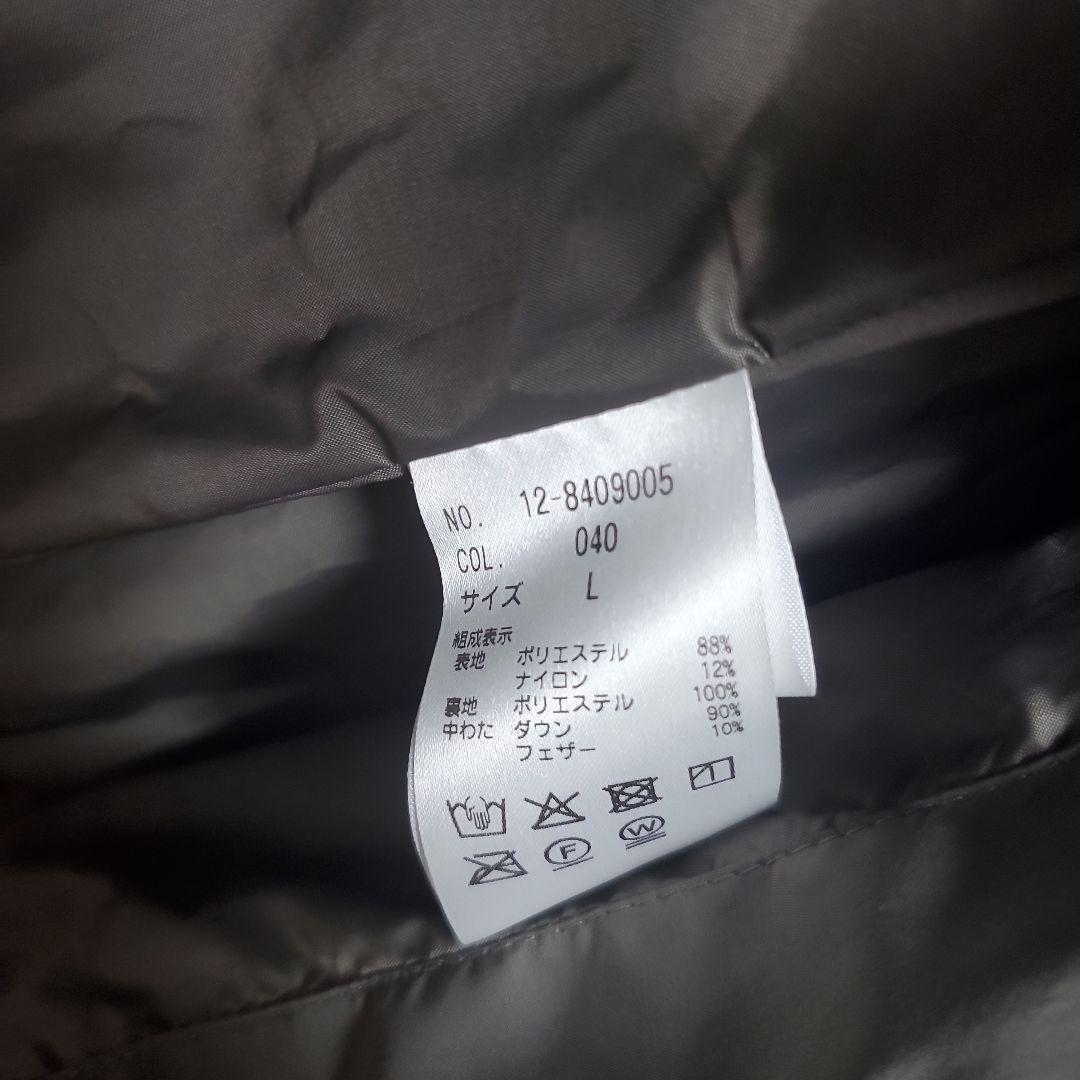 NO. 12-8409005
COL. 040
サイズ L
組成表示
表地 ポリエステル 88%
ナイロン 12%
裏地 ポリエステル 100%
中わた ダウン 90%
フェザー 10%
F W